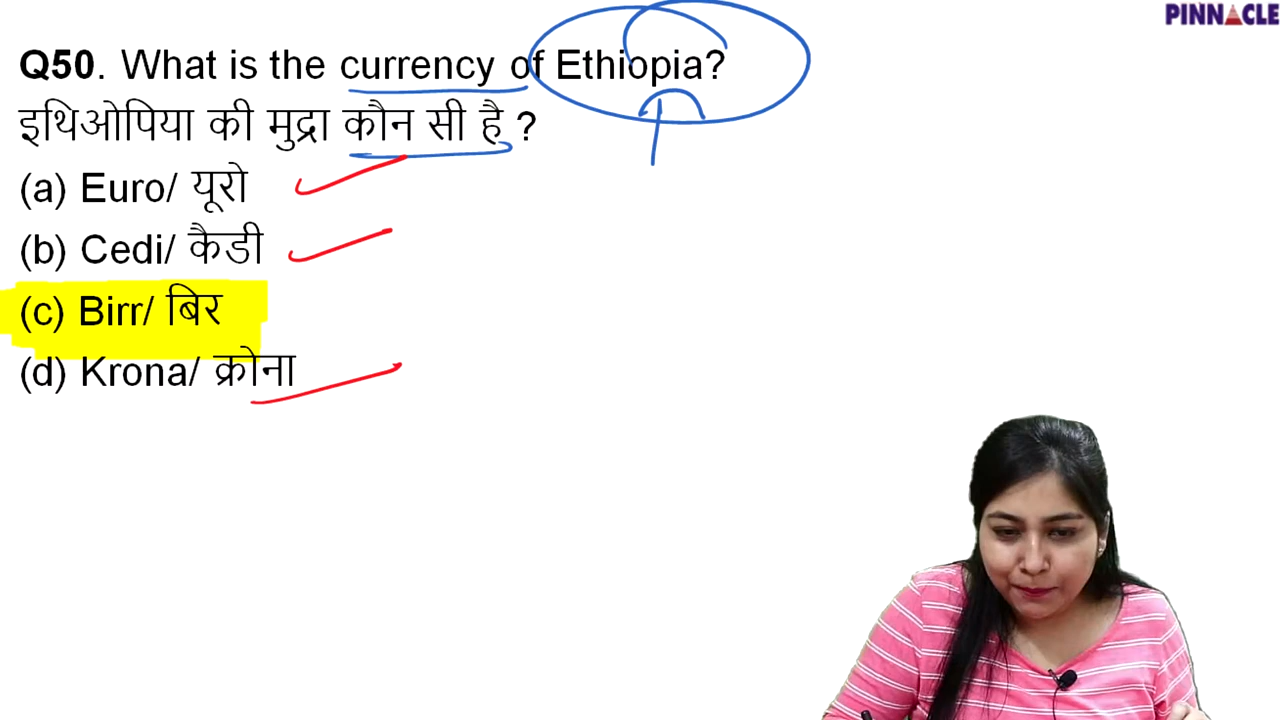 PINNACLE
Q50. What is the currency of Ethiopia?
इथिओपिया की मुद्रा कौन सी है ?
(a) Euro/ यूरो
(b) Cedi/ कैडी
(c) Birr/ बिर
(d) Krona/ क्रोना